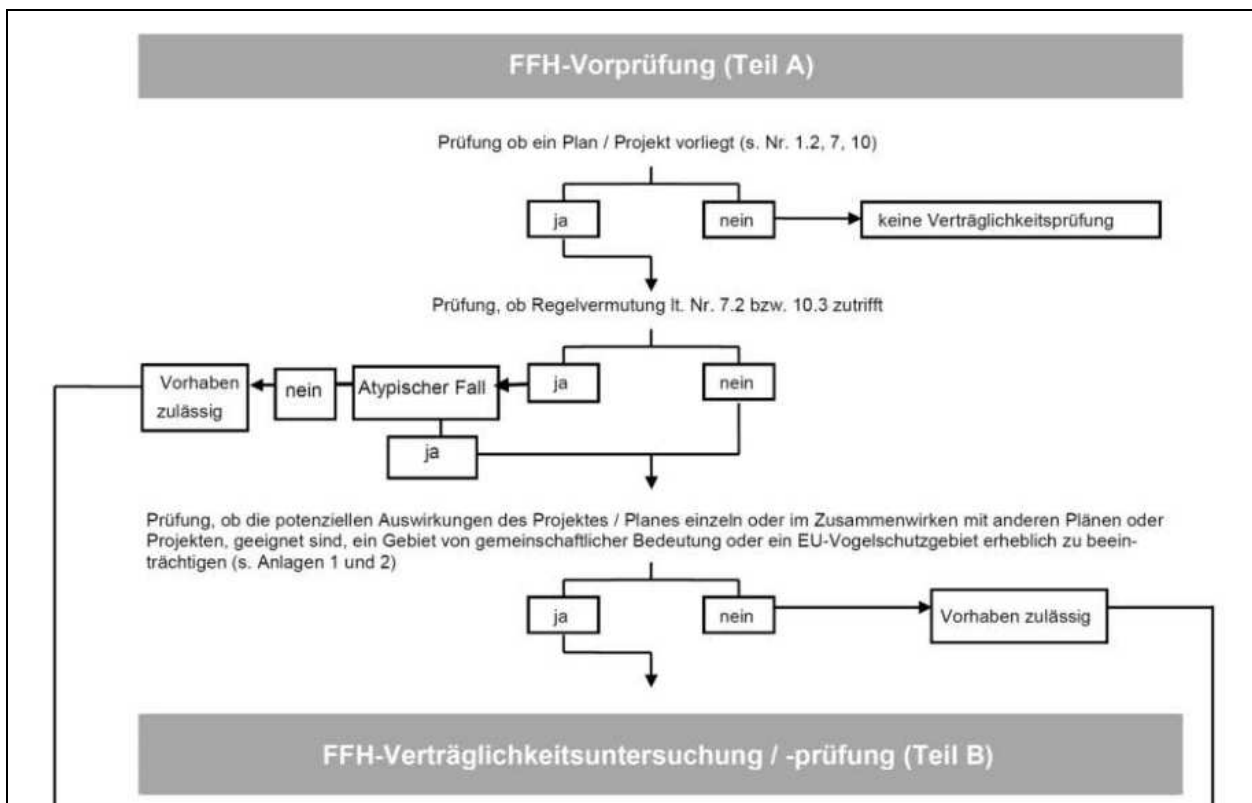 FFH-Vorprüfung (Teil A)
Prüfung ob ein Plan / Projekt vorliegt (s. Nr. 1.2, 7, 10)
ja
nein
keine Verträglichkeitsprüfung
Prüfung, ob Regelvermutung lt. Nr. 7.2 bzw. 10.3 zutrifft
Vorhaben
zulässig
nein
Atypischer Fall
ja
nein
ja
Prüfung, ob die potenziellen Auswirkungen des Projektes / Planes einzeln oder im Zusammenwirken mit anderen Plänen oder
Projekten, geeignet sind, ein Gebiet von gemeinschaftlicher Bedeutung oder ein EU-Vogelschutzgebiet erheblich zu beein-
trächtigen (s. Anlagen 1 und 2)
ja
nein
Vorhaben zulässig
FFH-Verträglichkeitsuntersuchung / -prüfung (Teil B)